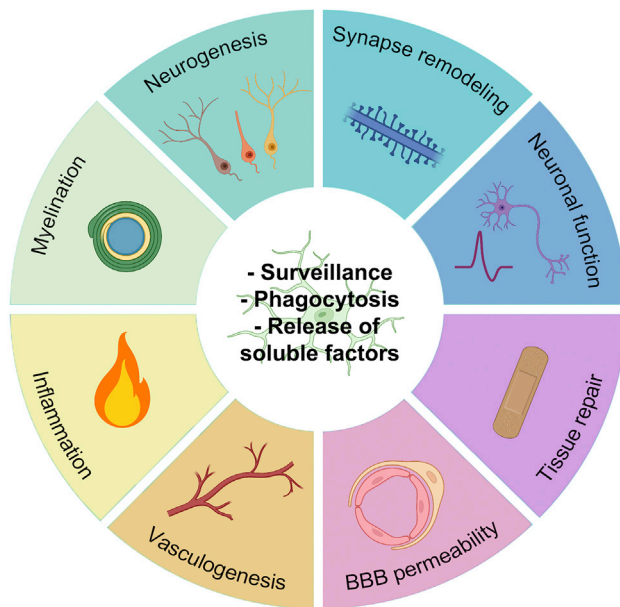 Neurogenesis
Synapse remodeling
Neuronal function
Tissue repair
BBB permeability
Vasculogenesis
Inflammation
Myelination
- Surveillance
- Phagocytosis
- Release of
soluble factors